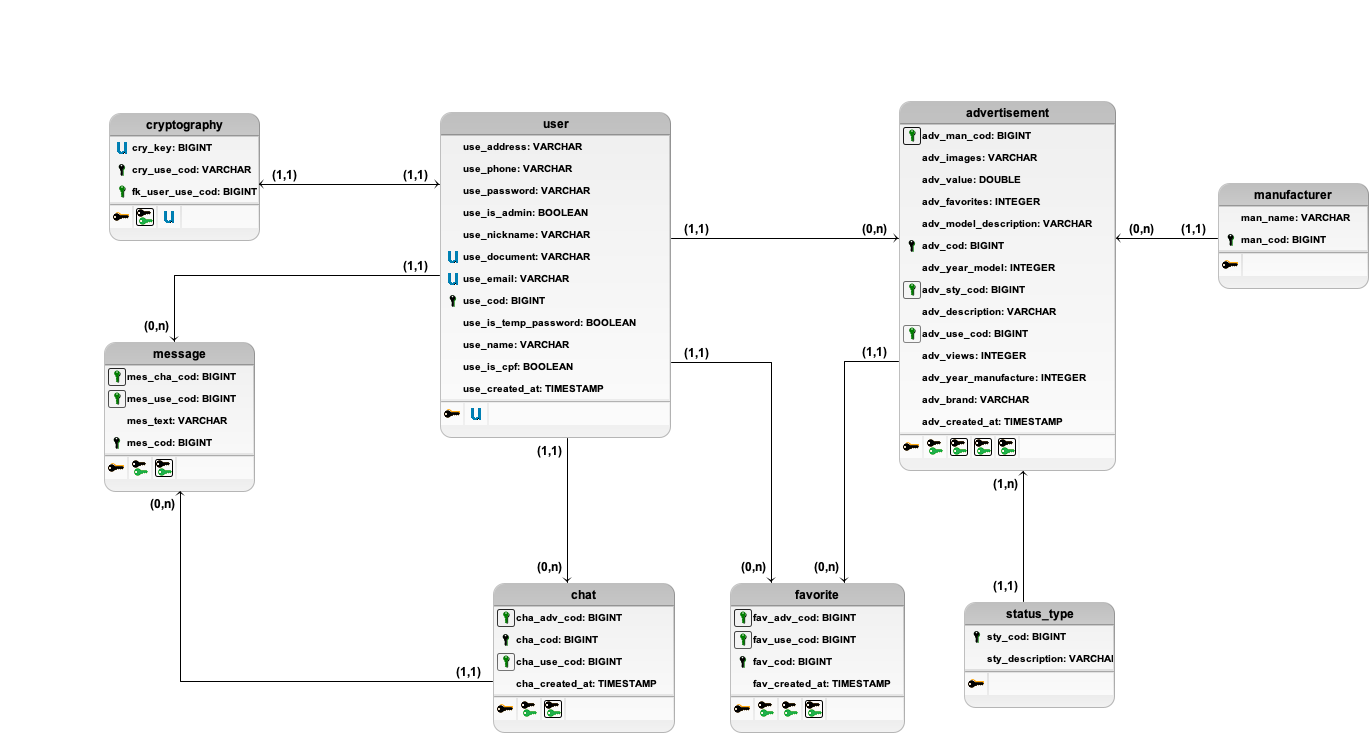 cryptography
cry_key: BIGINT
cry_use_cod: VARCHAR
fk_user_use_cod: BIGINT
(1,1)
(1,1)
user
use_address: VARCHAR
use_phone: VARCHAR
use_password: VARCHAR
use_is_admin: BOOLEAN
use_nickname: VARCHAR
use_document: VARCHAR
use_email: VARCHAR
use_cod: BIGINT
use_is_temp_password: BOOLEAN
use_name: VARCHAR
use_is_cpf: BOOLEAN
use_created_at: TIMESTAMP
(1,1)
(0,n)
advertisement
adv_man_cod: BIGINT
adv_images: VARCHAR
adv_value: DOUBLE
adv_favorites: INTEGER
adv_model_description: VARCHAR
adv_cod: BIGINT
adv_year_model: INTEGER
adv_sty_cod: BIGINT
adv_description: VARCHAR
adv_use_cod: BIGINT
adv_views: INTEGER
adv_year_manufacture: INTEGER
adv_brand: VARCHAR
adv_created_at: TIMESTAMP
(0,n)
(1,1)
manufacturer
man_name: VARCHAR
man_cod: BIGINT
(1,1)
(0,n)
message
mes_cha_cod: BIGINT
mes_use_cod: BIGINT
mes_text: VARCHAR
mes_cod: BIGINT
(0,n)
(1,1)
(1,1)
(0,n)
chat
cha_adv_cod: BIGINT
cha_cod: BIGINT
cha_use_cod: BIGINT
cha_created_at: TIMESTAMP
(1,1)
(0,n)
(1,1)
(0,n)
favorite
fav_adv_cod: BIGINT
fav_use_cod: BIGINT
fav_cod: BIGINT
fav_created_at: TIMESTAMP
(1,n)
(1,1)
status_type
sty_cod: BIGINT
sty_description: VARCHAI